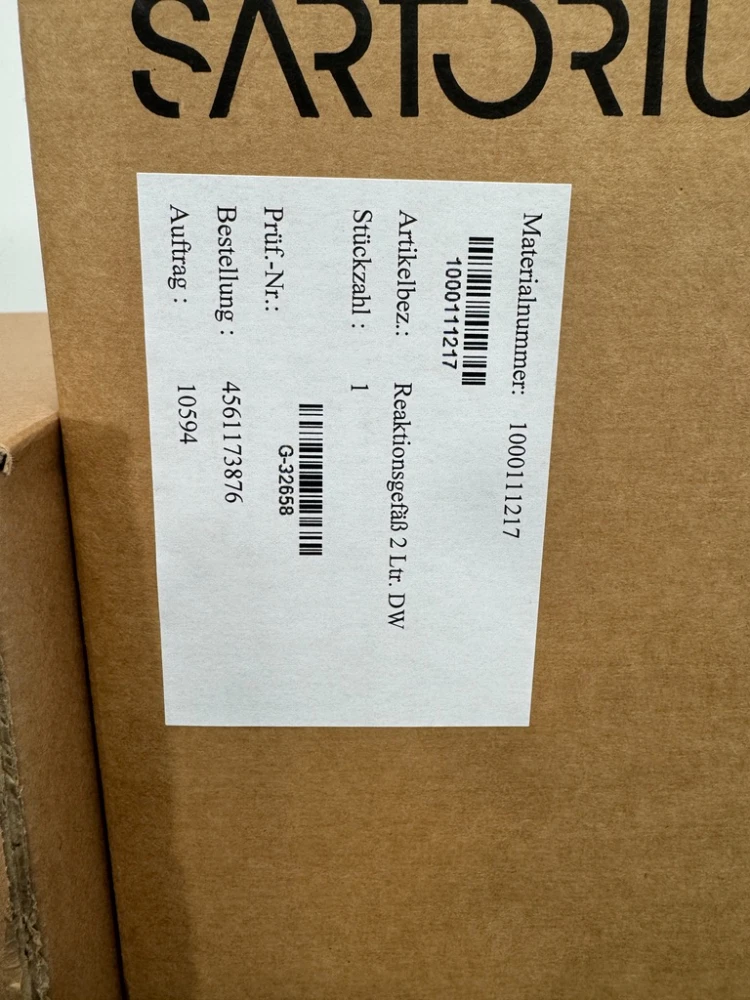 SARTORIU
Materialnummer: 1000111217
1000111217
Artikelbez.: Reaktionsgefäß 2 Ltr. DW
Stückzahl : 1
G-32658
Prüf.-Nr.:
Bestellung : 4561173876
Auftrag : 10594